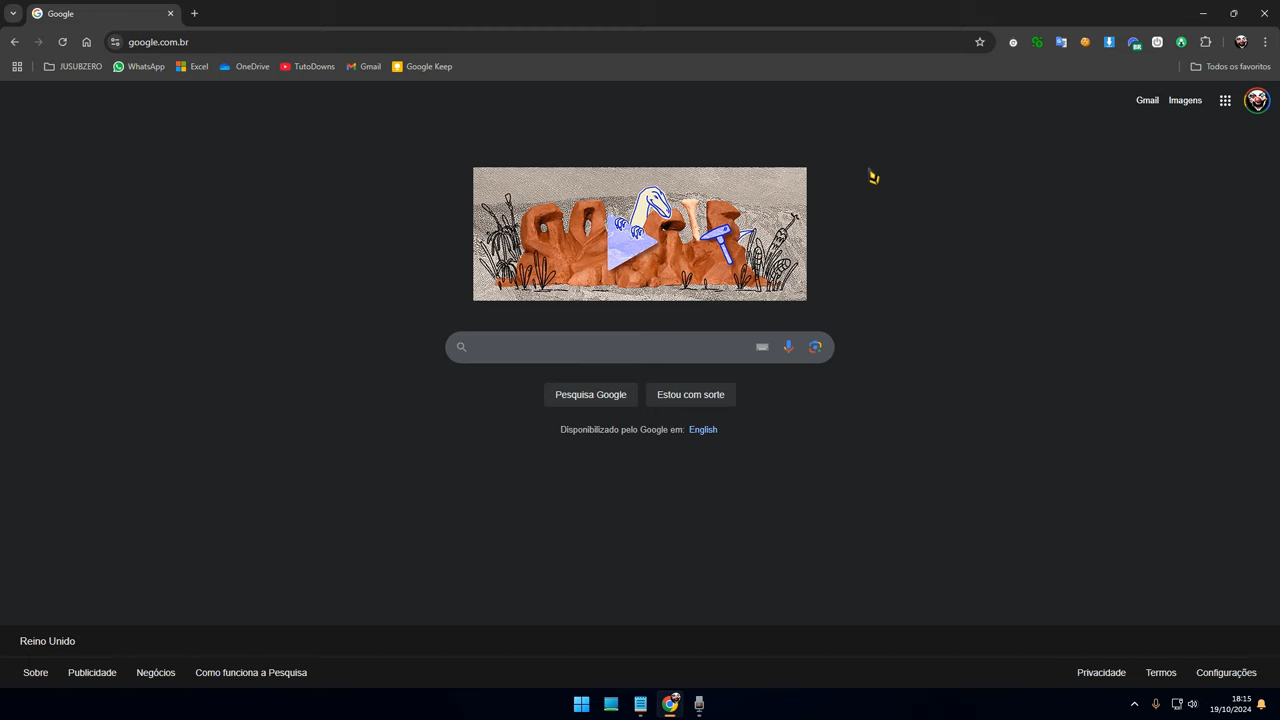 Google
google.com.br
JUSUBZERO WhatsApp Excel OneDrive TutoDowns Gmail Google Keep Todos os favoritos
Gmail Imagens
GOOGLE
Pesquisa Google Estou com sorte
Disponibilizado pelo Google em: English
Reino Unido
Sobre Publicidade Negócios Como funciona a Pesquisa Privacidade Termos Configurações
18:15
19/10/2024